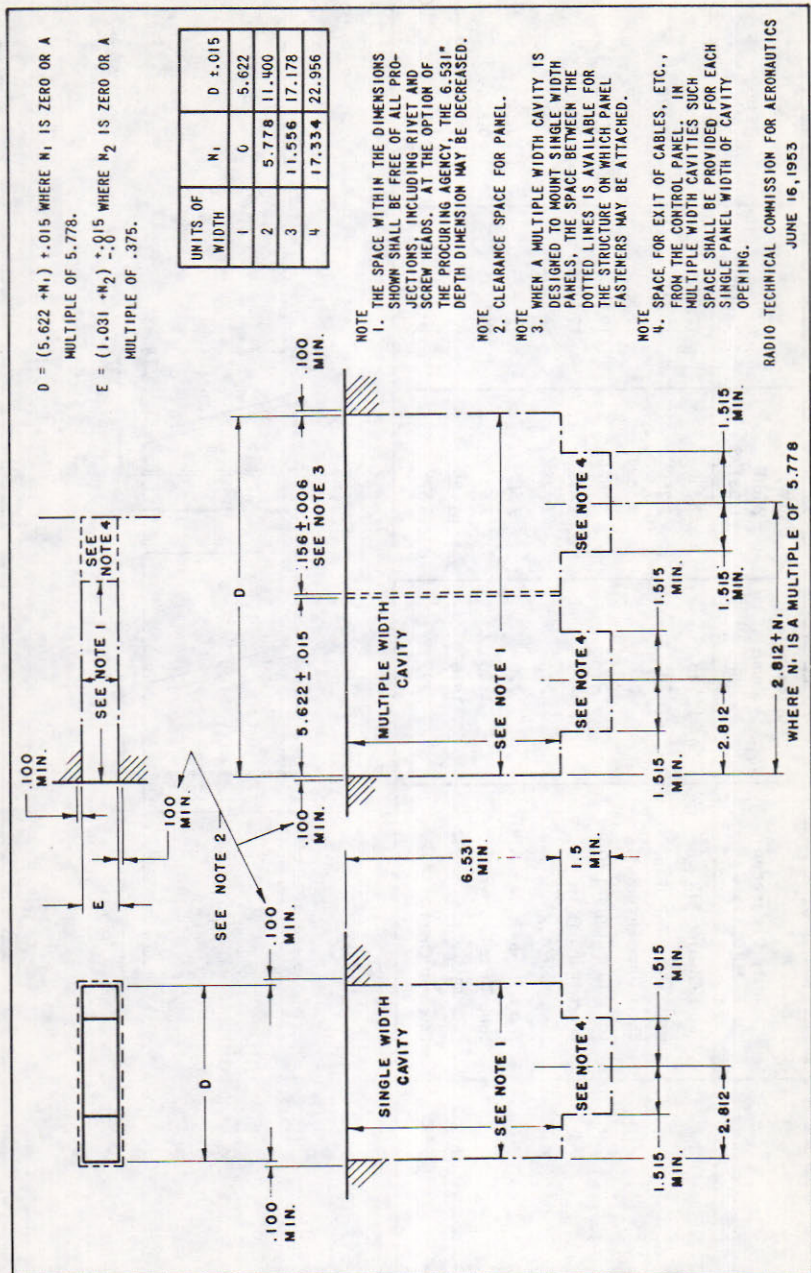 D = (5.622 +N₁) ±.015 WHERE N₁ IS ZERO OR A
MULTIPLE OF 5.778.
E = (1.031 +N₂) +.015 -.0 WHERE N₂ IS ZERO OR A
MULTIPLE OF .375.
UNITS OF WIDTH N₁ D ±.015
1 0 5.622
2 5.778 11.400
3 11.556 17.178
4 17.334 22.956
NOTE
1. THE SPACE WITHIN THE DIMENSIONS
SHOWN SHALL BE FREE OF ALL PRO-
JECTIONS, INCLUDING RIVET AND
SCREW HEADS. AT THE OPTION OF
THE PROCURING AGENCY, THE 6.531"
DEPTH DIMENSION MAY BE DECREASED.
NOTE
2. CLEARANCE SPACE FOR PANEL.
NOTE
3. WHEN A MULTIPLE WIDTH CAVITY IS
DESIGNED TO MOUNT SINGLE WIDTH
PANELS, THE SPACE BETWEEN THE
DOTTED LINES IS AVAILABLE FOR
THE STRUCTURE ON WHICH PANEL
FASTENERS MAY BE ATTACHED.
NOTE
4. SPACE FOR EXIT OF CABLES, ETC.,
FROM THE CONTROL PANEL. IN
MULTIPLE WIDTH CAVITIES SUCH
SPACE SHALL BE PROVIDED FOR EACH
SINGLE PANEL WIDTH OF CAVITY
OPENING.
RADIO TECHNICAL COMMISSION FOR AERONAUTICS
JUNE 16, 1953
.100
MIN.
SEE NOTE 1
SEE
NOTE 4
E
.100
MIN.
SEE NOTE 2
D
.100
MIN.
.100
MIN.
D
.100
MIN.
5.622 ± .015
.156±.006
SEE NOTE 3
.100
MIN.
SINGLE WIDTH
CAVITY
SEE NOTE 1
SEE NOTE 4
6.531
MIN.
1.5
MIN.
1.515
MIN.
1.515
MIN.
2.812
MULTIPLE WIDTH
CAVITY
SEE NOTE 1
SEE NOTE 4
SEE NOTE 4
1.515
MIN.
1.515
MIN.
1.515
MIN.
1.515
MIN.
2.812
2.812+N₁
WHERE N₁ IS A MULTIPLE OF 5.778